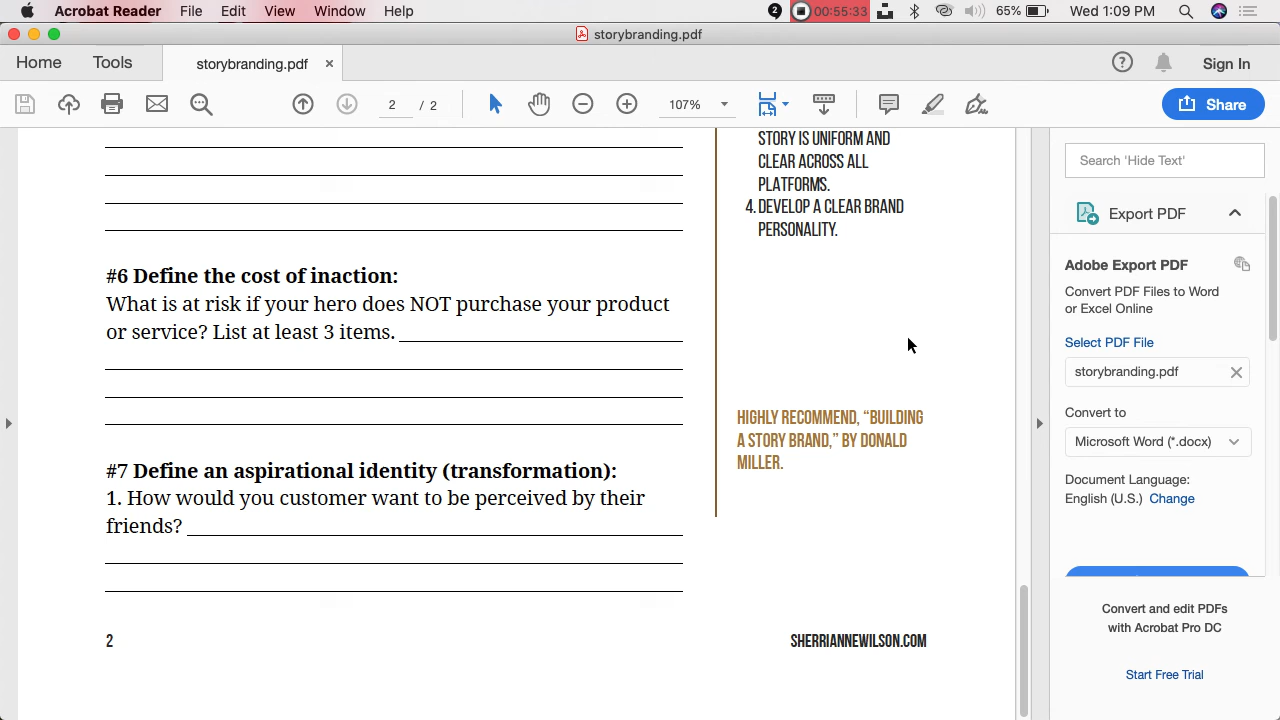 Acrobat Reader File Edit View Window Help 2 00:55:33 65% Wed 1:09 PM
storybranding.pdf
Home Tools storybranding.pdf × Sign In
2 / 2 107% Share
STORY IS UNIFORM AND
CLEAR ACROSS ALL
PLATFORMS.
4. DEVELOP A CLEAR BRAND
PERSONALITY.
#6 Define the cost of inaction:
What is at risk if your hero does NOT purchase your product
or service? List at least 3 items.
HIGHLY RECOMMEND, “BUILDING
A STORY BRAND,” BY DONALD
MILLER.
#7 Define an aspirational identity (transformation):
1. How would you customer want to be perceived by their
friends?
2 SHERRIANNEWILSON.COM
Search 'Hide Text'
Export PDF
Adobe Export PDF
Convert PDF Files to Word
or Excel Online
Select PDF File
storybranding.pdf
Convert to
Microsoft Word (*.docx)
Document Language:
English (U.S.) Change
Convert and edit PDFs
with Acrobat Pro DC
Start Free Trial